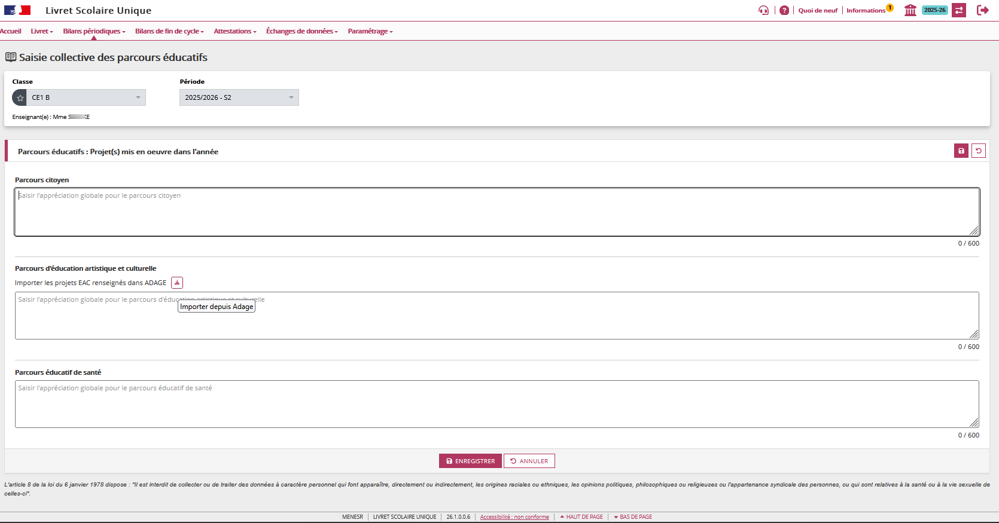 Livret Scolaire Unique
? Quoi de neuf Informations 1 2025-26
Accueil Livret Bilans périodiques Bilans de fin de cycle Attestations Échanges de données Paramétrage
Saisie collective des parcours éducatifs
Classe Période
CE1 B 2025/2026 - S2
Enseignant(e) : Mme KE
Parcours éducatifs : Projet(s) mis en oeuvre dans l'année
Parcours citoyen
Saisir l'appréciation globale pour le parcours citoyen
0 / 600
Parcours d'éducation artistique et culturelle
Importer les projets EAC renseignés dans ADAGE
Saisir l'appréciation globale pour le parcours d'éducation artistique et culturelle
Importer depuis Adage
0 / 600
Parcours éducatif de santé
Saisir l'appréciation globale pour le parcours éducatif de santé
0 / 600
ENREGISTRER ANNULER
L'article 8 de la loi du 6 janvier 1978 dispose : "Il est interdit de collecter ou de traiter des données à caractère personnel qui font apparaître, directement ou indirectement, les origines raciales ou ethniques, les opinions politiques, philosophiques ou religieuses ou l'appartenance syndicale des personnes, ou qui sont relatives à la santé ou à la vie sexuelle de
celles-ci".
MENESR LIVRET SCOLAIRE UNIQUE 26.1.0.0.6 Accessibilité : non conforme HAUT DE PAGE BAS DE PAGE